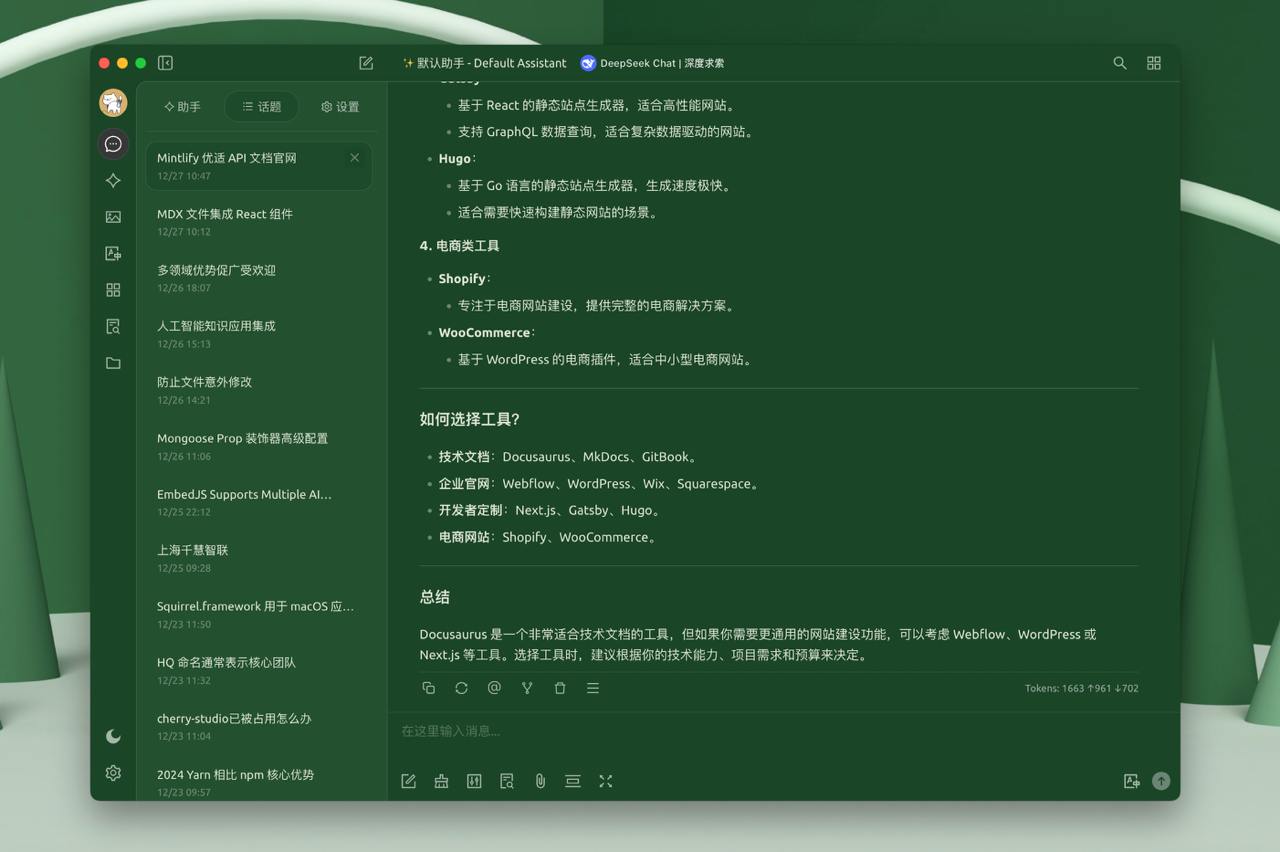 ✨ 默认助手 - Default Assistant
DeepSeek Chat | 深度求索
助手
话题
设置
Mintlify 优适 API 文档官网
12/27 10:47
MDX 文件集成 React 组件
12/27 10:12
多领域优势促广受欢迎
12/26 18:07
人工智能知识应用集成
12/26 15:13
防止文件意外修改
12/26 14:21
Mongoose Prop 装饰器高级配置
12/26 11:06
EmbedJS Supports Multiple AI...
12/25 22:12
上海千慧智联
12/25 09:28
Squirrel.framework 用于 macOS 应...
12/23 11:50
HQ 命名通常表示核心团队
12/23 11:32
cherry-studio已被占用怎么办
12/23 11:04
2024 Yarn 相比 npm 核心优势
12/23 09:57
基于 React 的静态站点生成器，适合高性能网站。
支持 GraphQL 数据查询，适合复杂数据驱动的网站。
Hugo：
基于 Go 语言的静态站点生成器，生成速度极快。
适合需要快速构建静态网站的场景。
4. 电商类工具
Shopify：
专注于电商网站建设，提供完整的电商解决方案。
WooCommerce：
基于 WordPress 的电商插件，适合中小型电商网站。
如何选择工具？
技术文档：Docusaurus、MkDocs、GitBook。
企业官网：Webflow、WordPress、Wix、Squarespace。
开发者定制：Next.js、Gatsby、Hugo。
电商网站：Shopify、WooCommerce。
总结
Docusaurus 是一个非常适合技术文档的工具，但如果你需要更通用的网站建设功能，可以考虑 Webflow、WordPress 或
Next.js 等工具。选择工具时，建议根据你的技术能力、项目需求和预算来决定。
Tokens: 1663 ↑961 ↓702
在这里输入消息...